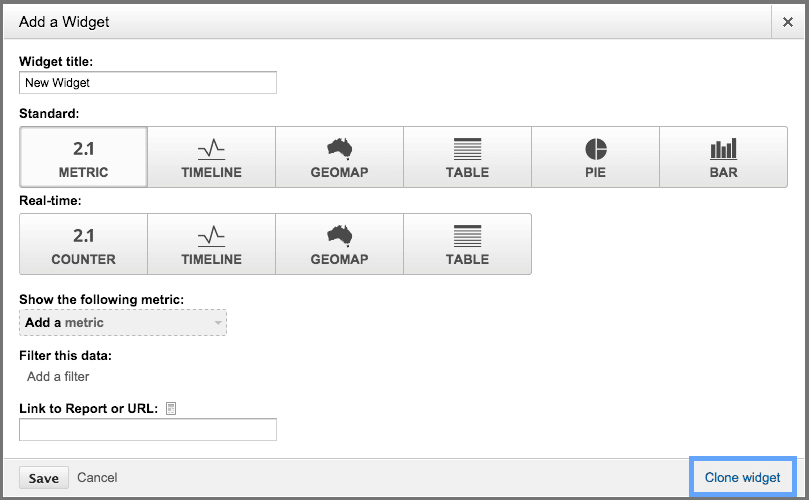 Add a Widget
Widget title:
New Widget
Standard:
2.1
METRIC TIMELINE GEOMAP TABLE PIE BAR
Real-time:
2.1
COUNTER TIMELINE GEOMAP TABLE
Show the following metric:
Add a metric
Filter this data:
Add a filter
Link to Report or URL:
Save Cancel Clone widget